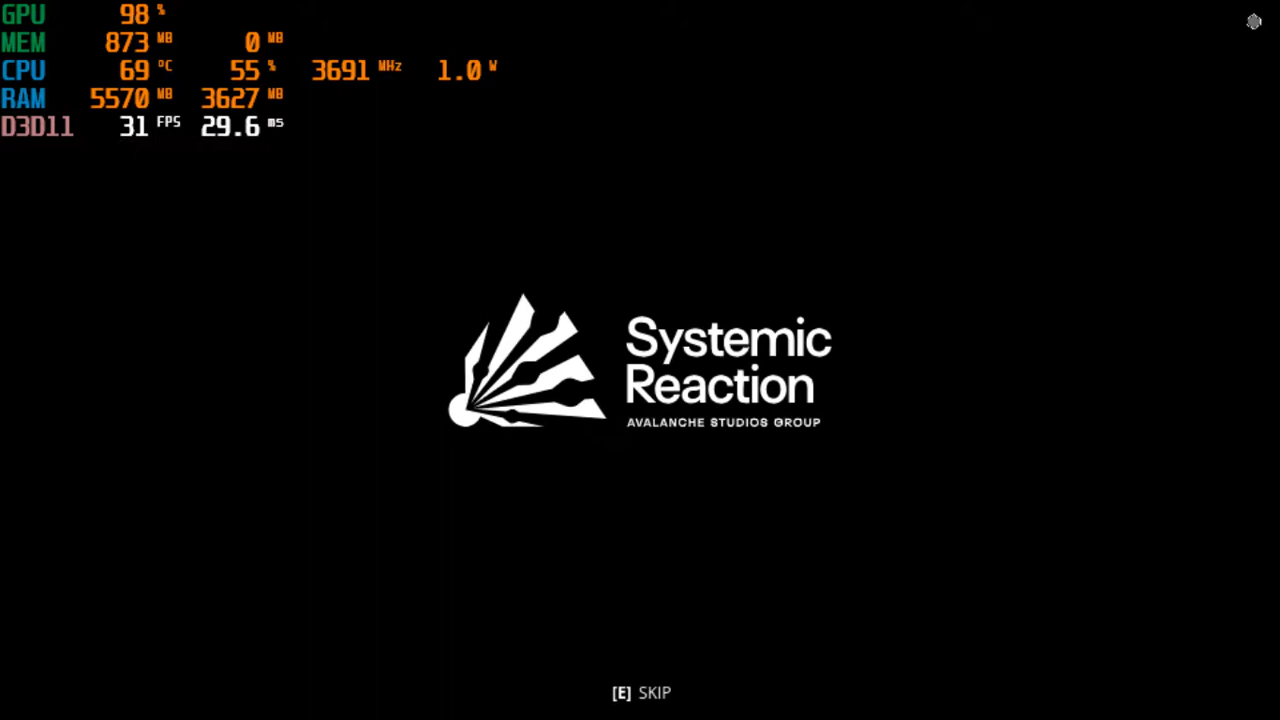 GPU 98 %
MEM 873 MB 0 MB
CPU 69 °C 55 % 3691 MHz 1.0 W
RAM 5570 MB 3627 MB
D3D11 31 FPS 29.6 ms
Systemic
Reaction
AVALANCHE STUDIOS GROUP
[E] SKIP